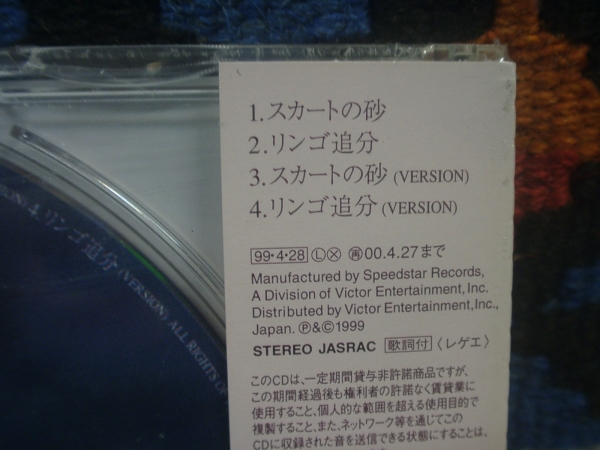 1.スカートの砂
2.リンゴ追分
3.スカートの砂 (VERSION)
4.リンゴ追分 (VERSION)
99・4・28 Ⓛ Ⓧ ㊢00.4.27まで
Manufactured by Speedstar Records,
A Division of Victor Entertainment, Inc.
Distributed by Victor Entertainment, Inc.,
Japan. Ⓟ&©1999
STEREO JASRAC 歌詞付 〈レゲエ〉
このCDは、一定期間貸与非許諾商品ですが、
この期間経過後も権利者の許諾なく賃貸業に
使用すること、個人的な範囲を超える使用目的で
複製すること、また、ネットワーク等を通じてこの
CDに収録された音を送信できる状態にすることは、
4. リンゴ追分 (VERSION) ALL RIGHTS OF